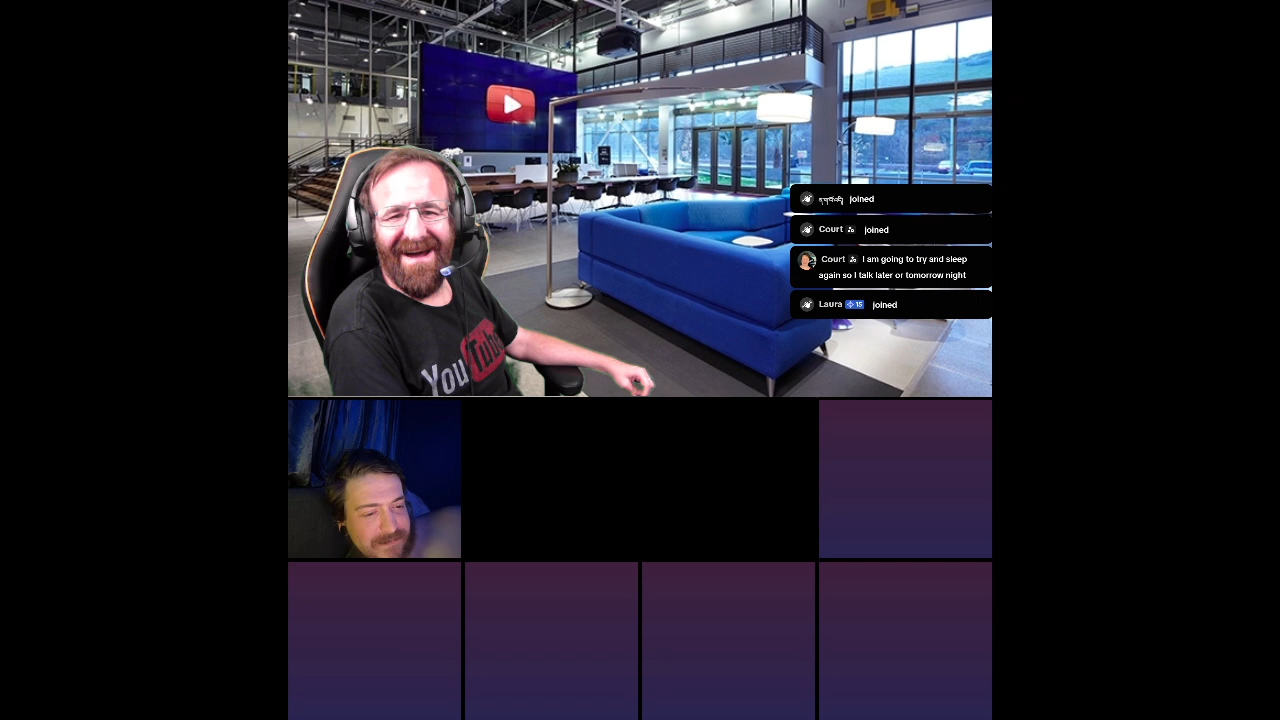 YouTube
joined
Court joined
Court I am going to try and sleep
again so I talk later or tomorrow night
Laura 15 joined